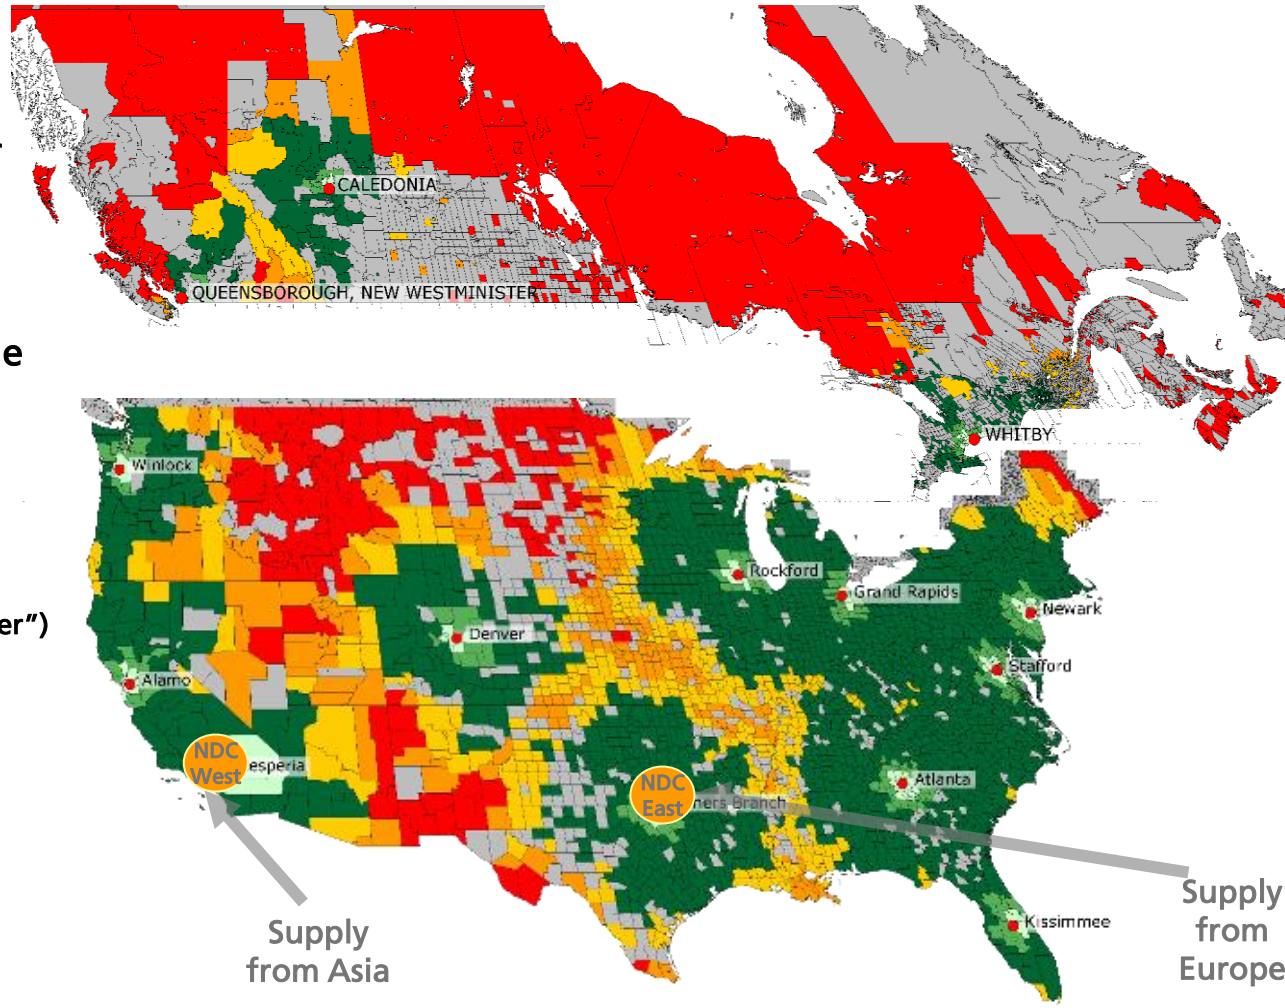 CALEDONIA
QUEENSBOROUGH, NEW WESTMINISTER
e
WHITBY
Winlock
Rockford
Grand Rapids
Newark
er”)
Denver
Stafford
Alamo
NDC
West
esperia
NDC
East
ners Branch
Atlanta
Supply
from Asia
Supply
from
Europe
Kissimmee